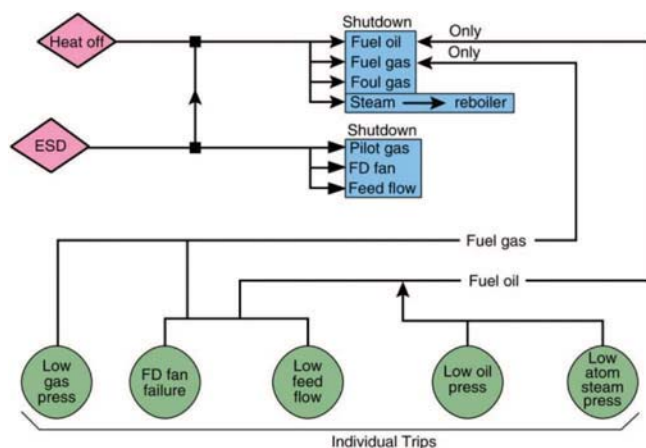 Shutdown
Heat off
Fuel oil
Only
Fuel gas
Only
Foul gas
Steam reboiler
Shutdown
ESD
Pilot gas
FD fan
Feed flow
Fuel gas
Fuel oil
Low
gas
press
FD fan
failure
Low
feed
flow
Low oil
press
Low
atom
steam
press
Individual Trips